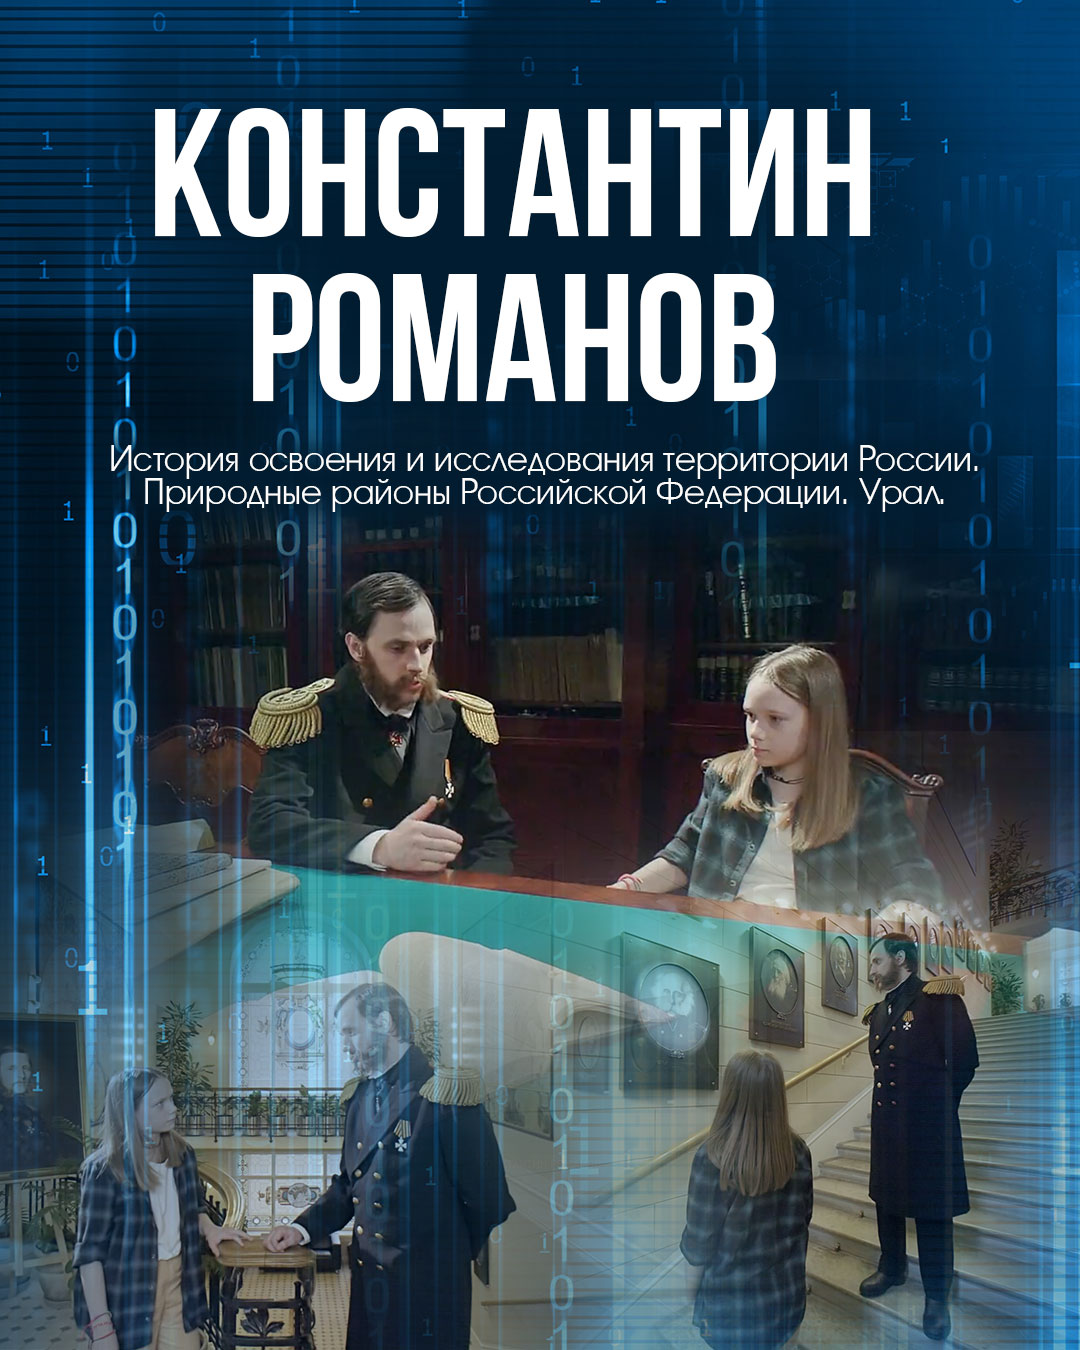 КОНСТАНТИН
РОМАНОВ
История освоения и исследования территории России.
Природные районы Российской Федерации. Урал.